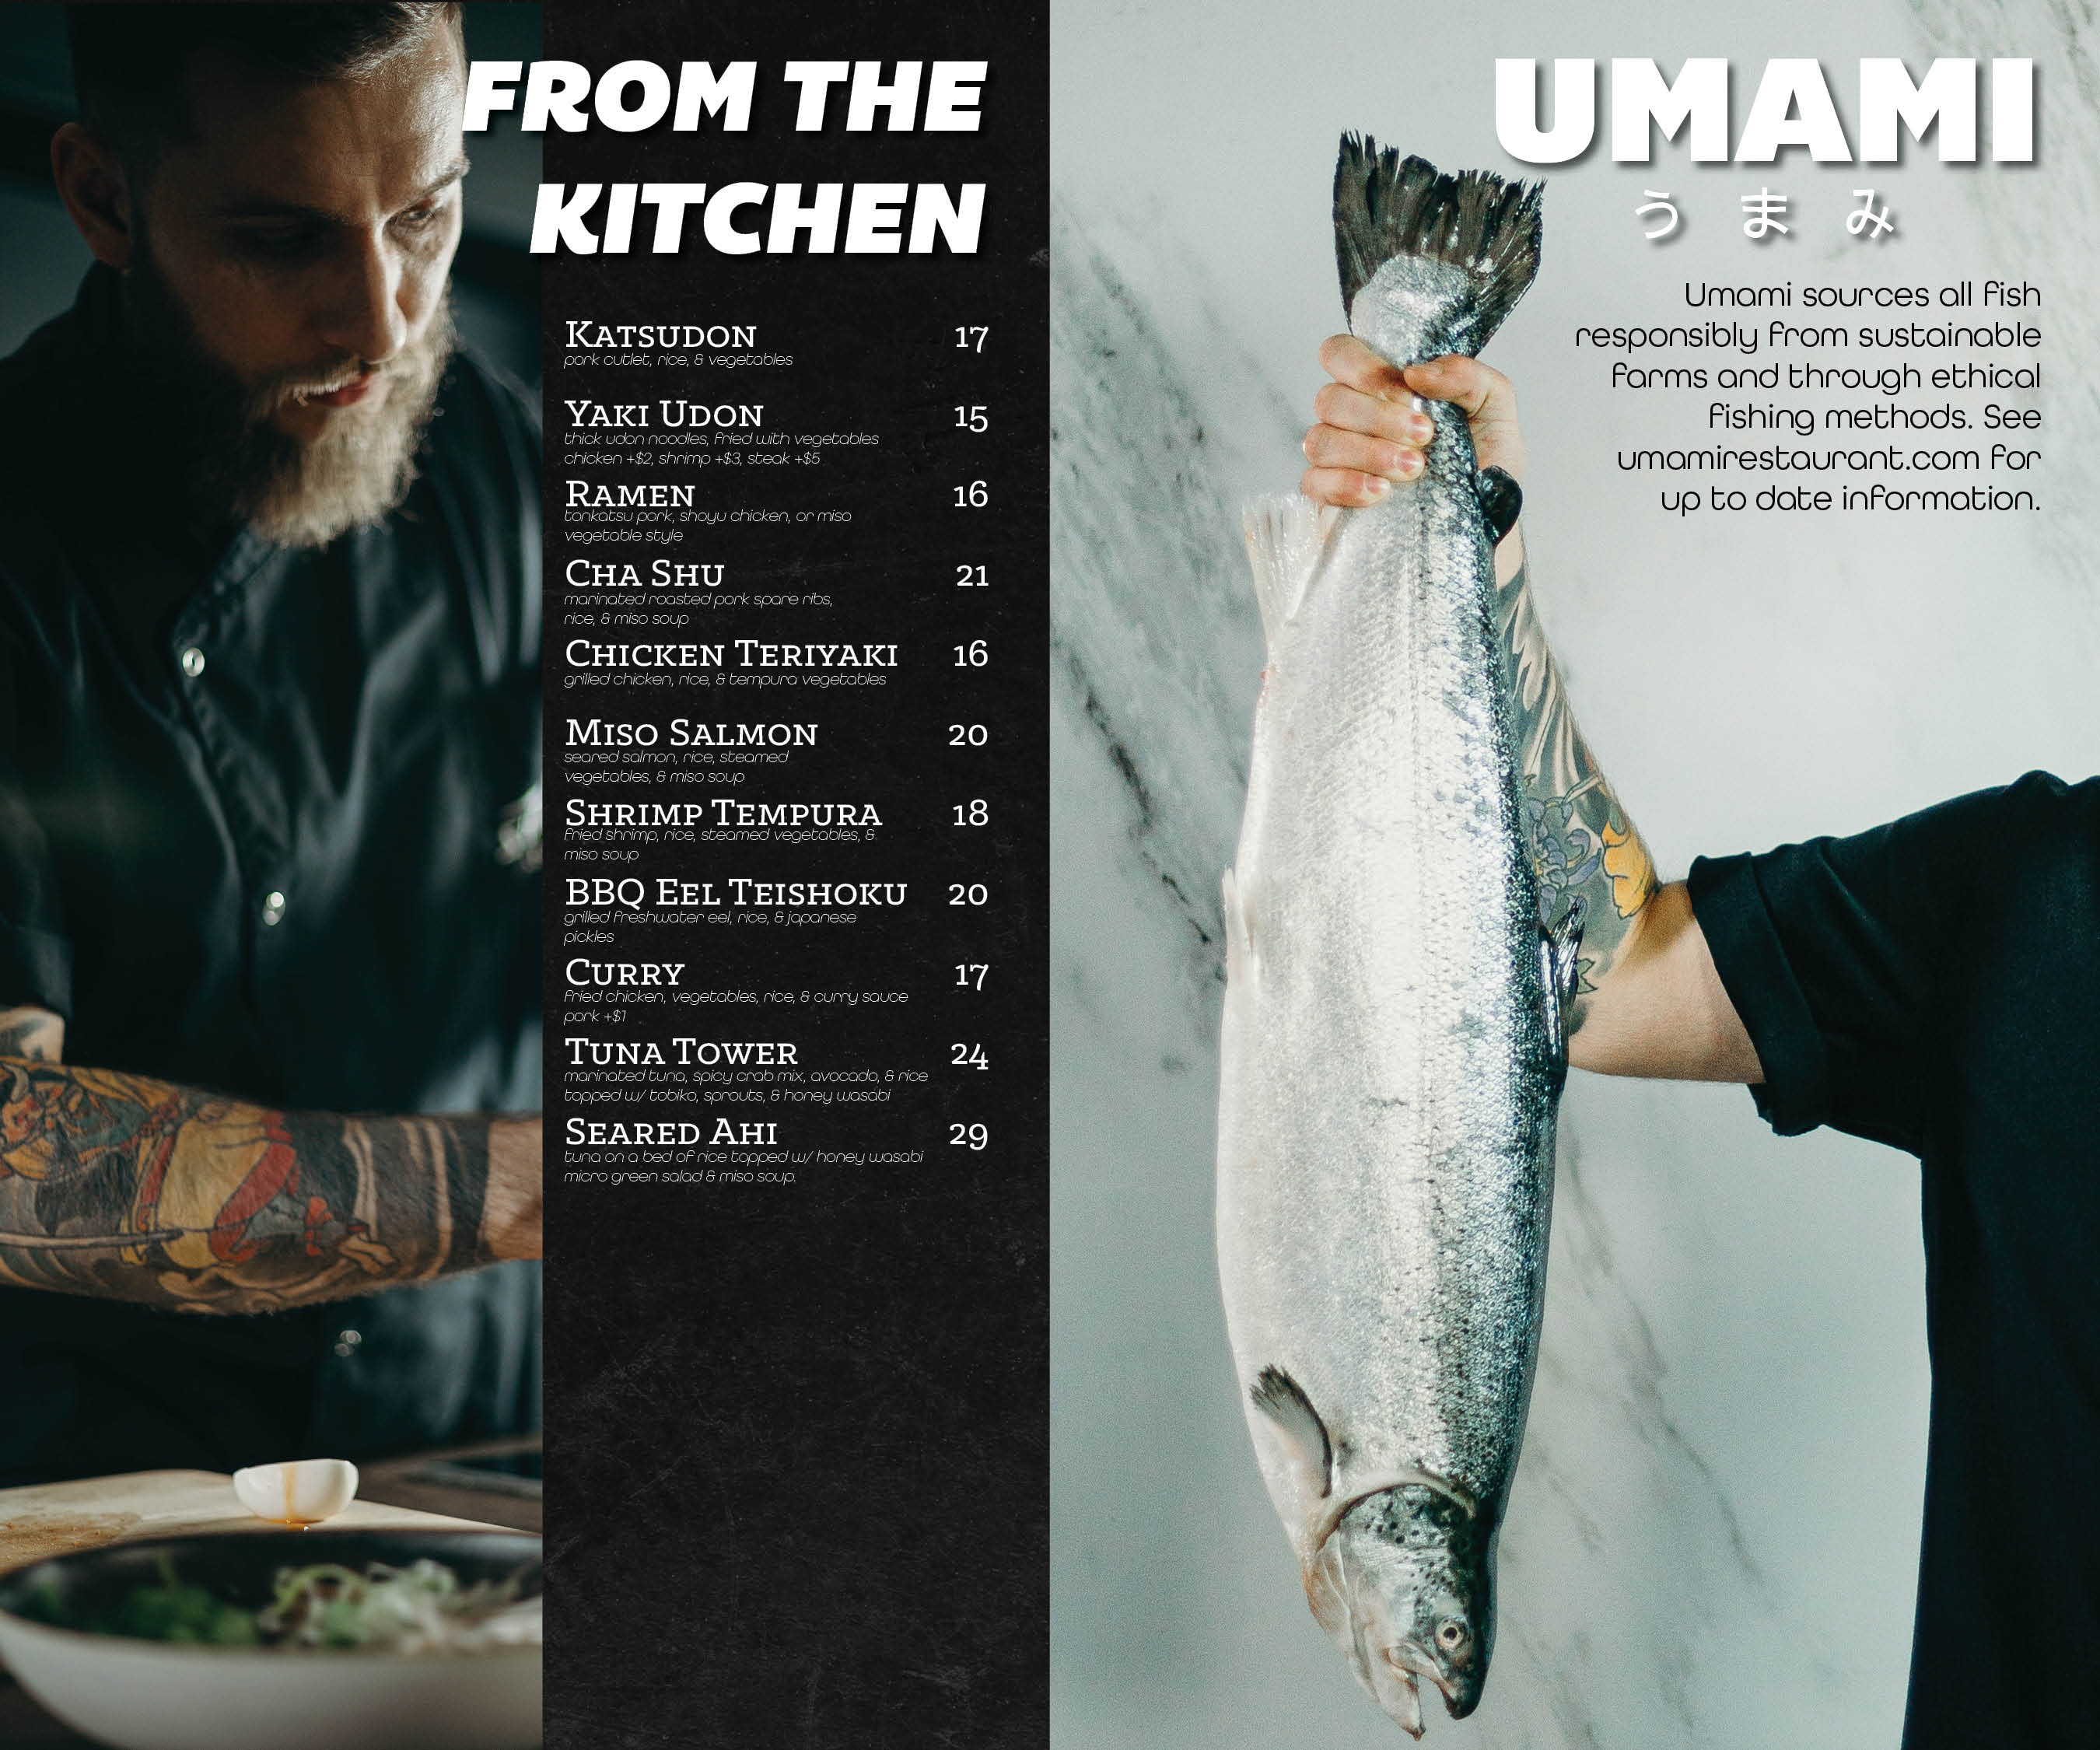 FROM THE
KITCHEN
KATSUDON 17
pork cutlet, rice, & vegetables
YAKI UDON 15
thick udon noodles, fried with vegetables
chicken +$2, shrimp +$3, steak +$5
RAMEN 16
tonkatsu pork, shoyu chicken, or miso
vegetable style
CHA SHU 21
marinated roasted pork spare ribs,
rice, & miso soup
CHICKEN TERIYAKI 16
grilled chicken, rice, & tempura vegetables
MISO SALMON 20
seared salmon, rice, steamed
vegetables, & miso soup
SHRIMP TEMPURA 18
fried shrimp, rice, steamed vegetables, &
miso soup
BBQ EEL TEISHOKU 20
grilled freshwater eel, rice, & japanese
pickles
CURRY 17
fried chicken, vegetables, rice, & curry sauce
pork +$1
TUNA TOWER 24
marinated tuna, spicy crab mix, avocado, & rice
topped w/ tobiko, sprouts, & honey wasabi
SEARED AHI 29
tuna on a bed of rice topped w/ honey wasabi
micro green salad & miso soup.
UMAMI
うまみ
Umami sources all fish
responsibly from sustainable
farms and through ethical
fishing methods. See
umamirestaurant.com for
up to date information.